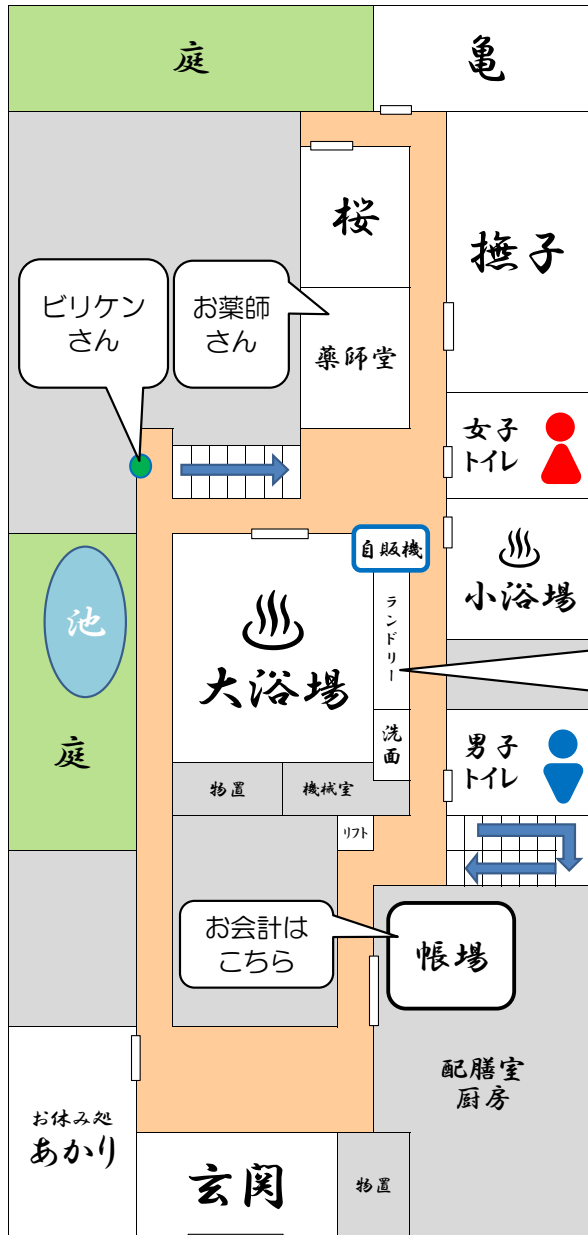 庭
亀
桜
撫子
ビリケン
さん
お薬師
さん
薬師堂
女子
トイレ
自販機
小浴場
池
大浴場
ランドリー
庭
洗面
男子
トイレ
物置
機械室
リフト
お会計は
こちら
帳場
配膳室
厨房
お休み処
あかり
玄関
物置